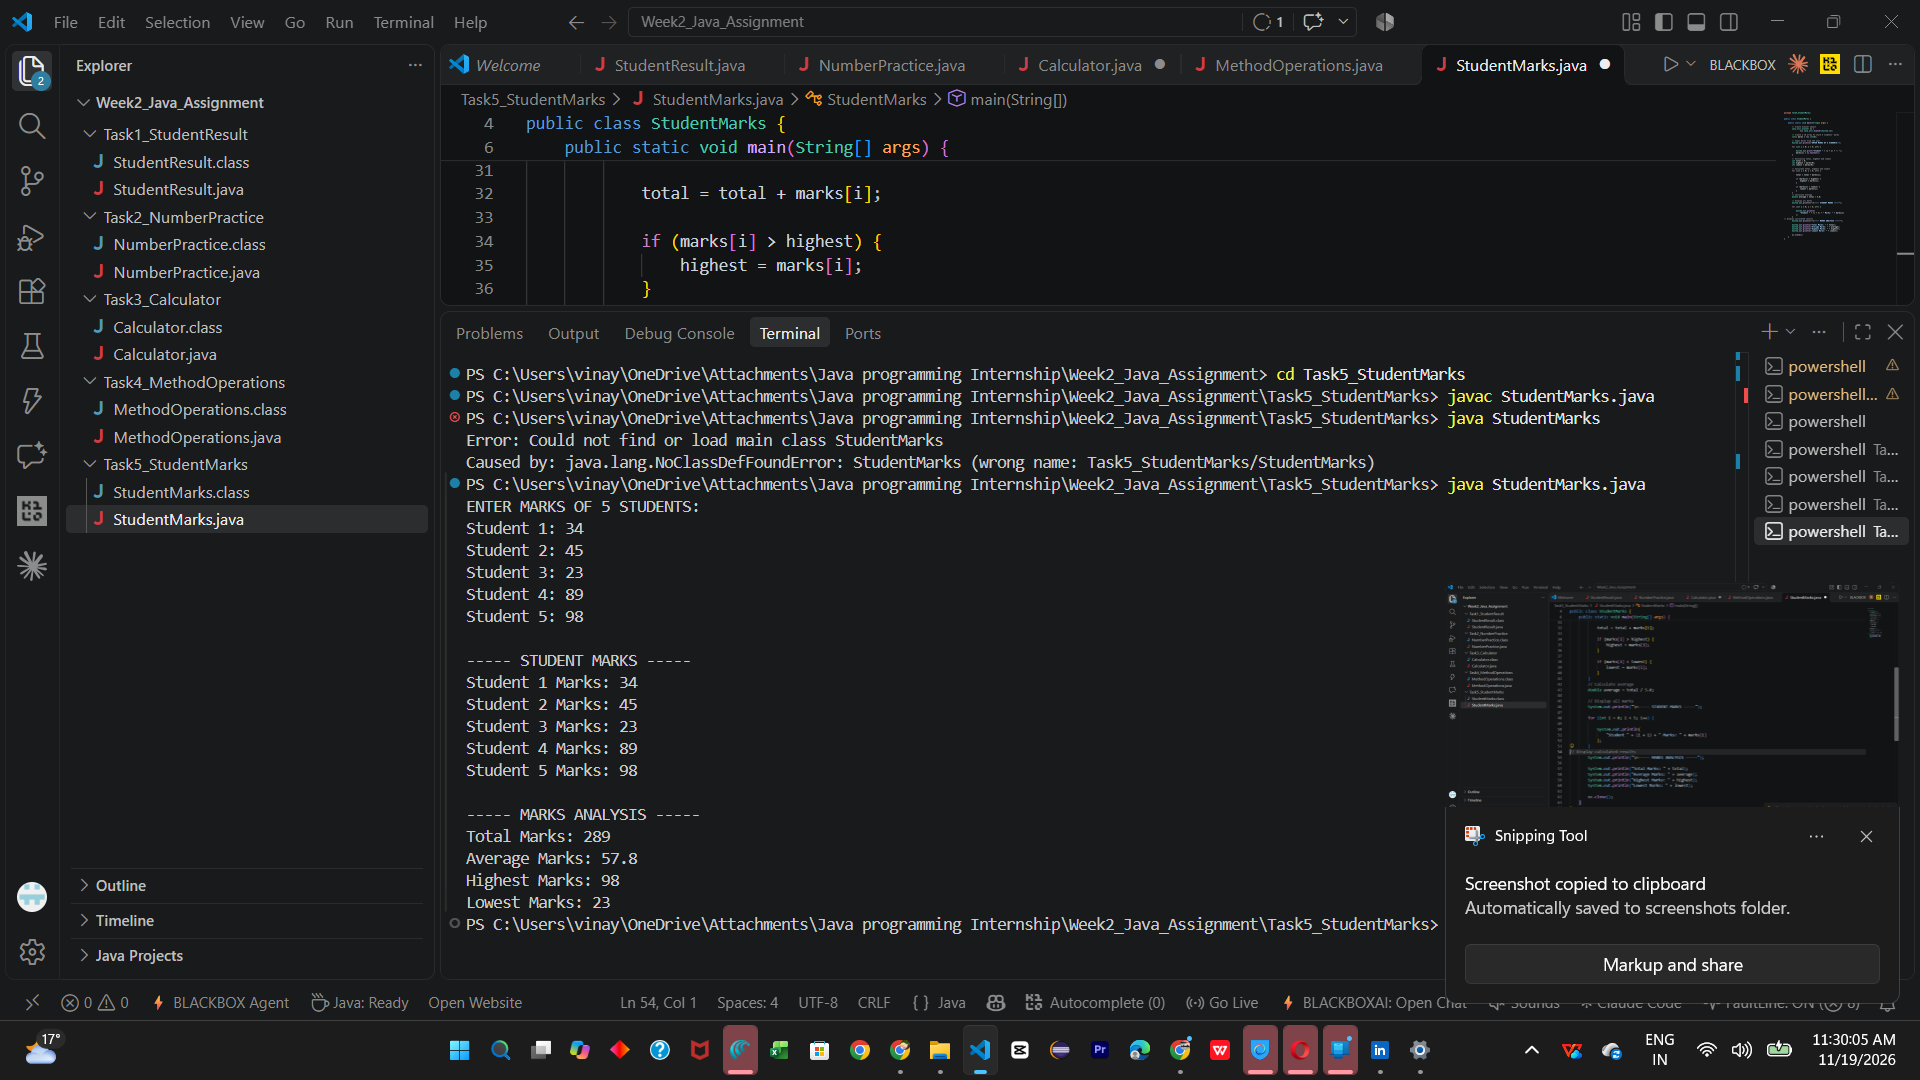 File Edit Selection View Go Run Terminal Help
Week2_Java_Assignment
1
Explorer
2
Week2_Java_Assignment
Task1_StudentResult
StudentResult.class
StudentResult.java
Task2_NumberPractice
NumberPractice.class
NumberPractice.java
Task3_Calculator
Calculator.class
Calculator.java
Task4_MethodOperations
MethodOperations.class
MethodOperations.java
Task5_StudentMarks
StudentMarks.class
StudentMarks.java
Outline
Timeline
Java Projects
Welcome StudentResult.java NumberPractice.java Calculator.java MethodOperations.java StudentMarks.java
BLACKBOX
Task5_StudentMarks > StudentMarks.java > StudentMarks > main(String[])
4 public class StudentMarks {
6 public static void main(String[] args) {
31
32 total = total + marks[i];
33
34 if (marks[i] > highest) {
35 highest = marks[i];
36 }
Problems Output Debug Console Terminal Ports
PS C:\Users\vinay\OneDrive\Attachments\Java programming Internship\Week2_Java_Assignment> cd Task5_StudentMarks
PS C:\Users\vinay\OneDrive\Attachments\Java programming Internship\Week2_Java_Assignment\Task5_StudentMarks> javac StudentMarks.java
PS C:\Users\vinay\OneDrive\Attachments\Java programming Internship\Week2_Java_Assignment\Task5_StudentMarks> java StudentMarks
Error: Could not find or load main class StudentMarks
Caused by: java.lang.NoClassDefFoundError: StudentMarks (wrong name: Task5_StudentMarks/StudentMarks)
PS C:\Users\vinay\OneDrive\Attachments\Java programming Internship\Week2_Java_Assignment\Task5_StudentMarks> java StudentMarks.java
ENTER MARKS OF 5 STUDENTS:
Student 1: 34
Student 2: 45
Student 3: 23
Student 4: 89
Student 5: 98
----- STUDENT MARKS -----
Student 1 Marks: 34
Student 2 Marks: 45
Student 3 Marks: 23
Student 4 Marks: 89
Student 5 Marks: 98
----- MARKS ANALYSIS -----
Total Marks: 289
Average Marks: 57.8
Highest Marks: 98
Lowest Marks: 23
PS C:\Users\vinay\OneDrive\Attachments\Java programming Internship\Week2_Java_Assignment\Task5_StudentMarks>
powershell
powershell...
powershell
powershell Ta...
powershell Ta...
powershell Ta...
powershell Ta...
Snipping Tool
Screenshot copied to clipboard
Automatically saved to screenshots folder.
Markup and share
0 0 BLACKBOX Agent Java: Ready Open Website Ln 54, Col 1 Spaces: 4 UTF-8 CRLF { } Java Autocomplete (0) Go Live BLACKBOXAI: Open Chat
17°
ENG
IN
11:30:05 AM
11/19/2026